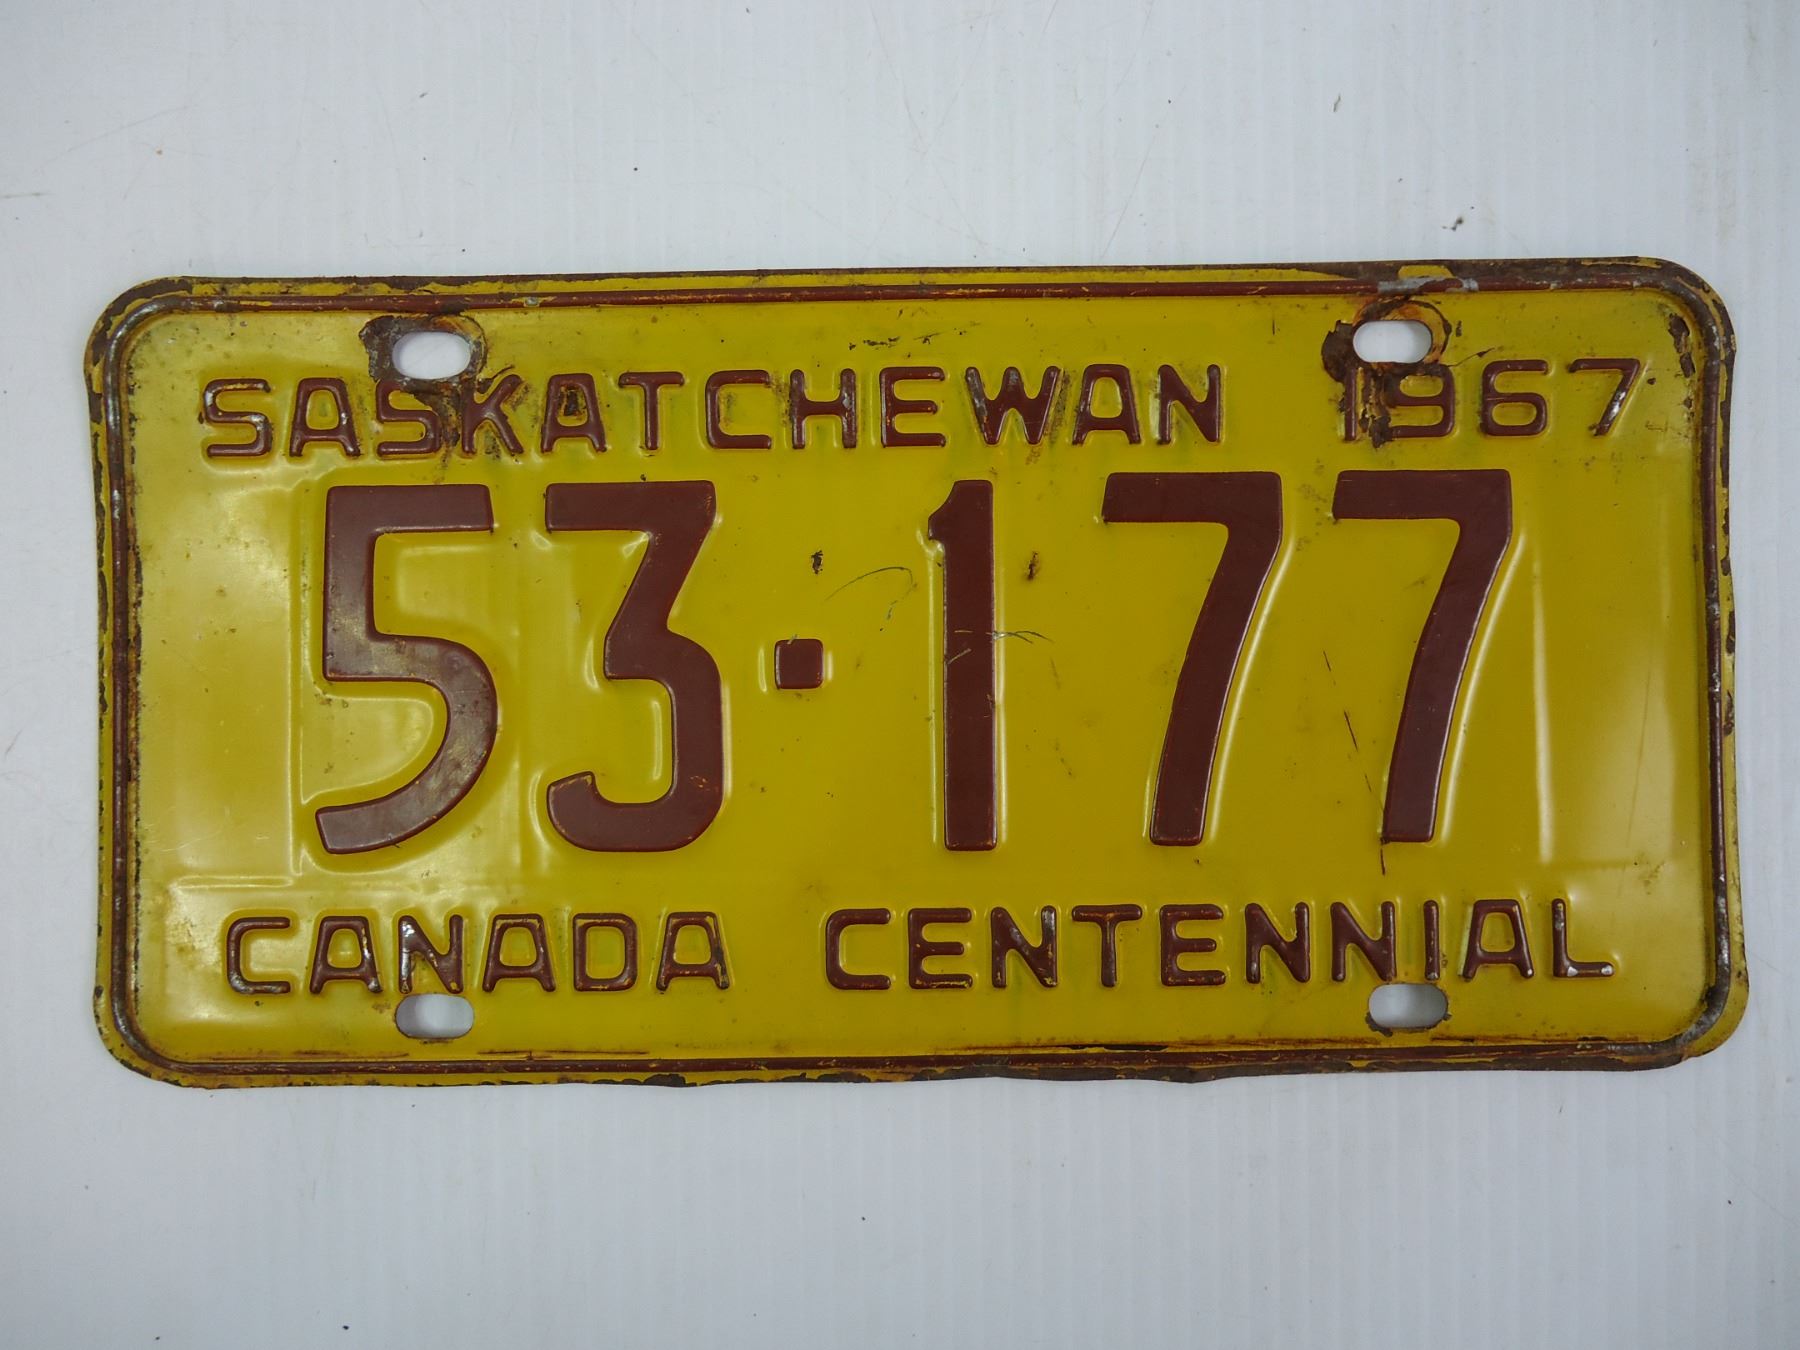 SASKATCHEWAN 1967
53·177
CANADA CENTENNIAL